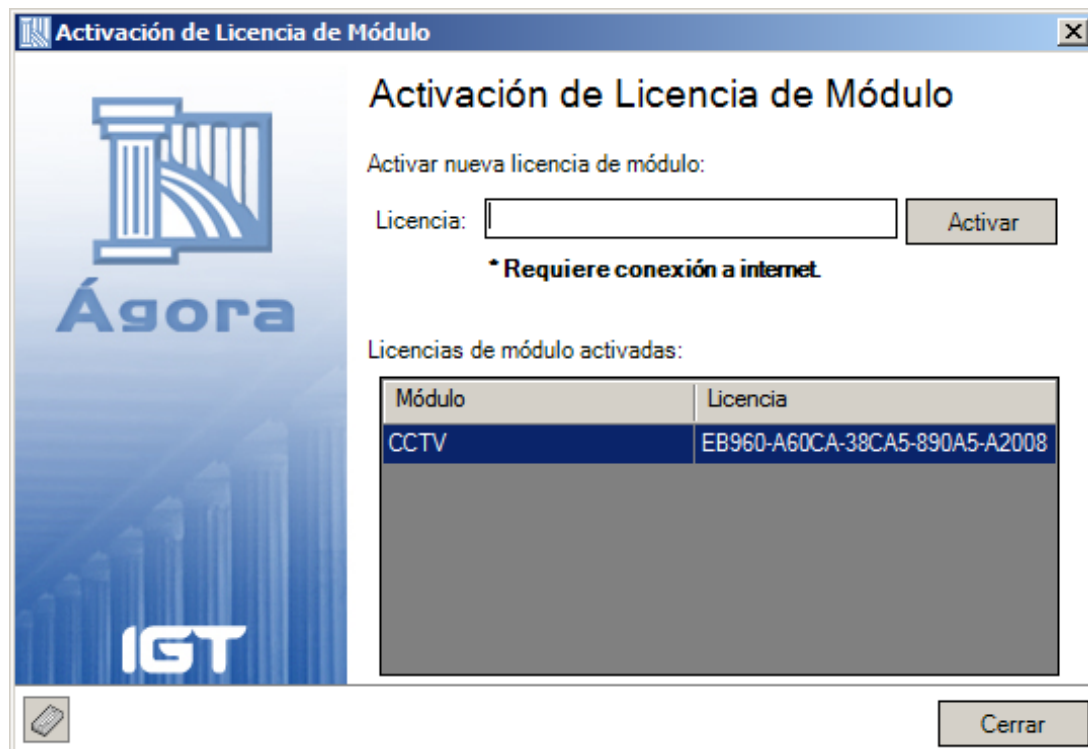 Activación de Licencia de Módulo
Activación de Licencia de Módulo
Activar nueva licencia de módulo:
Licencia:
Activar
* Requiere conexión a internet.
Ágora
Licencias de módulo activadas:
Módulo Licencia
CCTV EB960-A60CA-38CA5-890A5-A2008
IGT
Cerrar